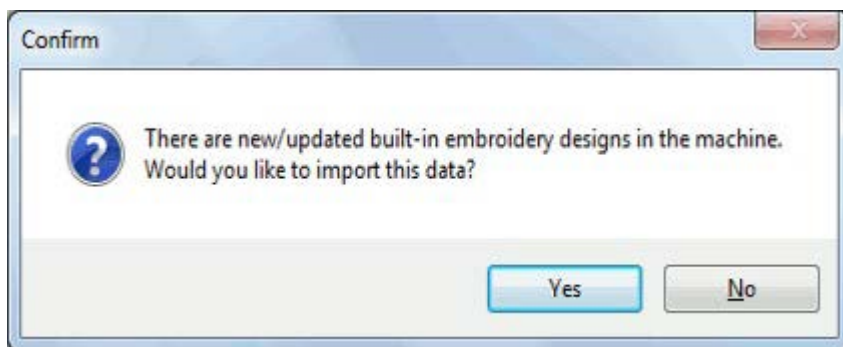 Confirm
There are new/updated built-in embroidery designs in the machine.
Would you like to import this data?
Yes No